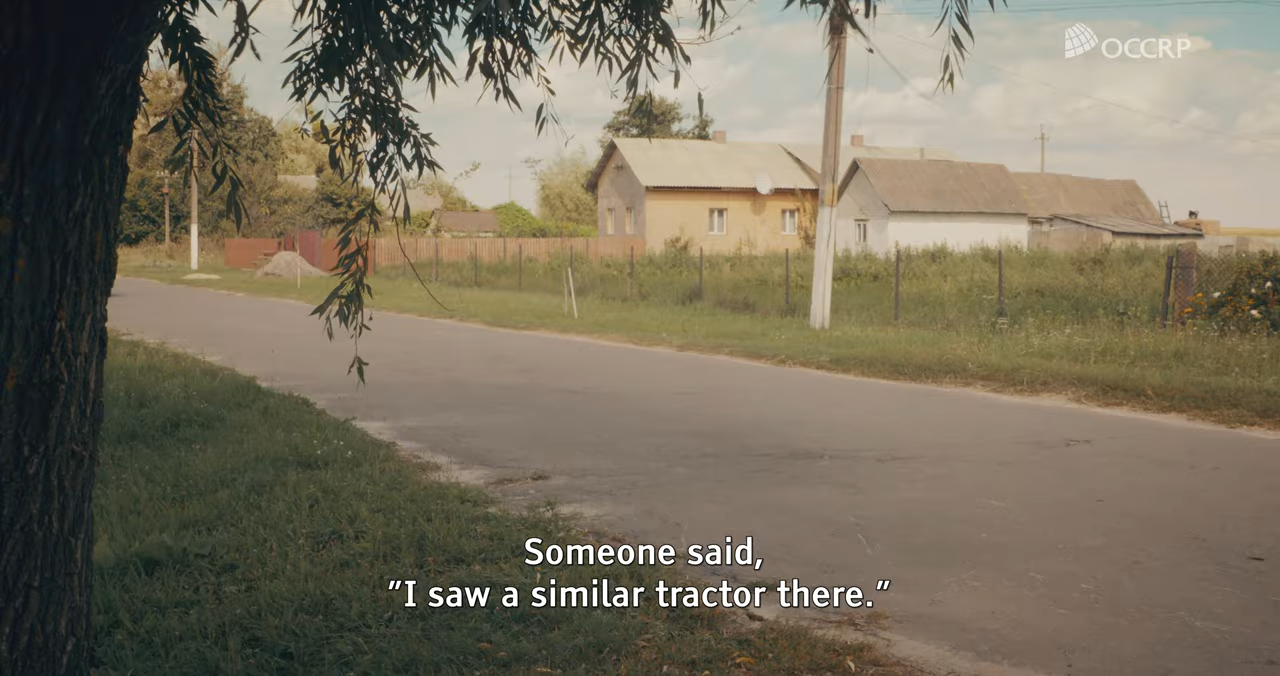 OCCRP
Someone said,
"I saw a similar tractor there."